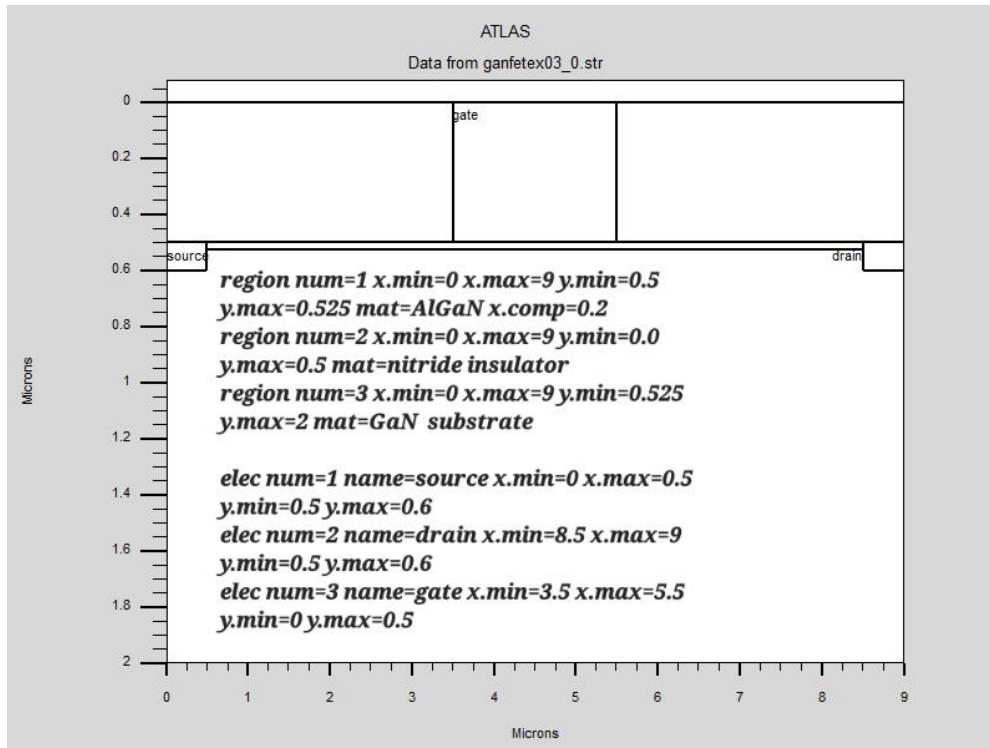 ATLAS
Data from ganfetex03_0.str
0
gate
0.2
0.4
source
drain
0.6
region num=1 x.min=0 x.max=9 y.min=0.5
y.max=0.525 mat=AlGaN x.comp=0.2
0.8
region num=2 x.min=0 x.max=9 y.min=0.0
y.max=0.5 mat=nitride insulator
Microns
1
region num=3 x.min=0 x.max=9 y.min=0.525
y.max=2 mat=GaN substrate
1.2
elec num=1 name=source x.min=0 x.max=0.5
1.4
y.min=0.5 y.max=0.6
elec num=2 name=drain x.min=8.5 x.max=9
1.6
y.min=0.5 y.max=0.6
elec num=3 name=gate x.min=3.5 x.max=5.5
1.8
y.min=0 y.max=0.5
2
0 1 2 3 4 5 6 7 8 9
Microns